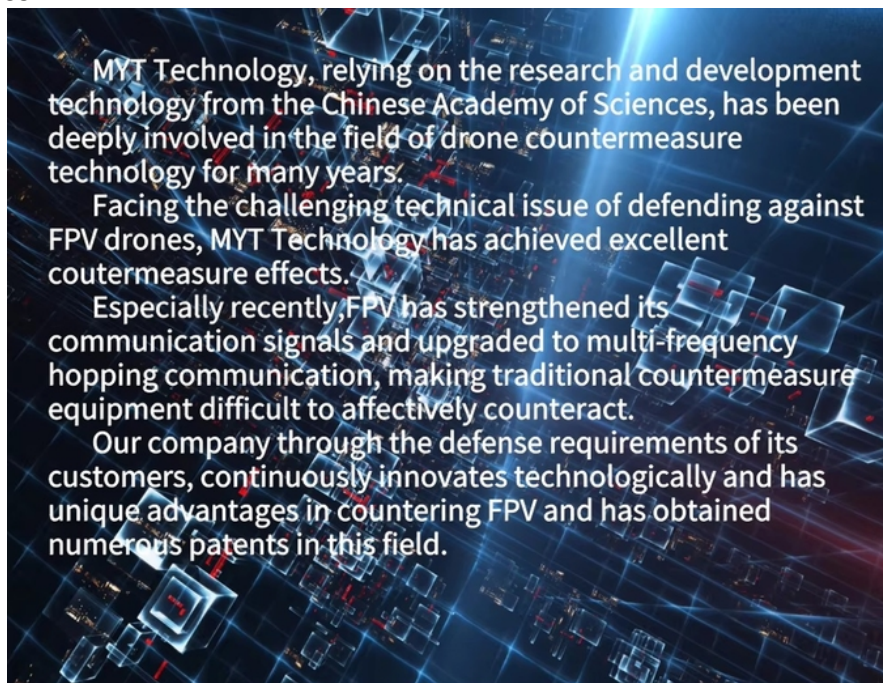 MYT Technology, relying on the research and development
technology from the Chinese Academy of Sciences, has been
deeply involved in the field of drone countermeasure
technology for many years.
Facing the challenging technical issue of defending against
FPV drones, MYT Technology has achieved excellent
coutermeasure effects.
Especially recently,FPV has strengthened its
communication signals and upgraded to multi-frequency
hopping communication, making traditional countermeasure
equipment difficult to affectively counteract.
Our company through the defense requirements of its
customers, continuously innovates technologically and has
unique advantages in countering FPV and has obtained
numerous patents in this field.